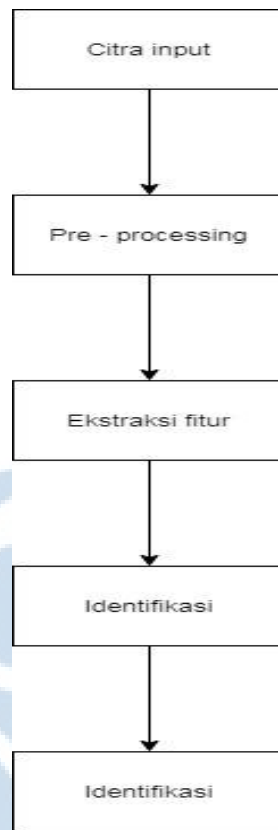 Citra input
Pre - processing
Ekstraksi fitur
Identifikasi
Identifikasi